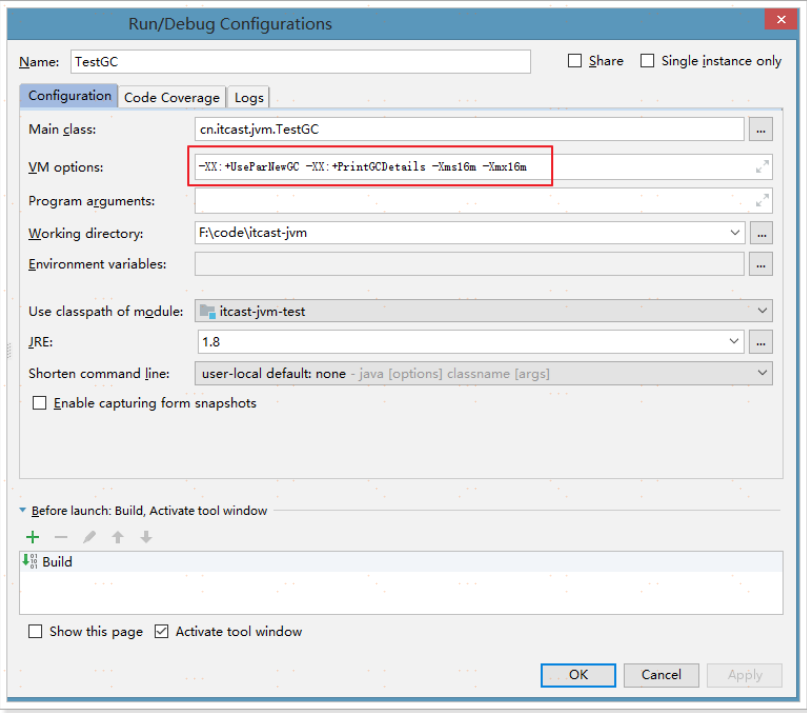 Run/Debug Configurations
Name: TestGC Share Single instance only
Configuration Code Coverage Logs
Main class: cn.itcast.jvm.TestGC ...
VM options: -XX:+UseParNewGC -XX:+PrintGCDetails -Xms16m -Xmx16m
Program arguments:
Working directory: F:\code\itcast-jvm ...
Environment variables: ...
Use classpath of module: itcast-jvm-test
JRE: 1.8 ...
Shorten command line: user-local default: none - java [options] classname [args]
Enable capturing form snapshots
Before launch: Build, Activate tool window
Build
Show this page Activate tool window
OK Cancel Apply